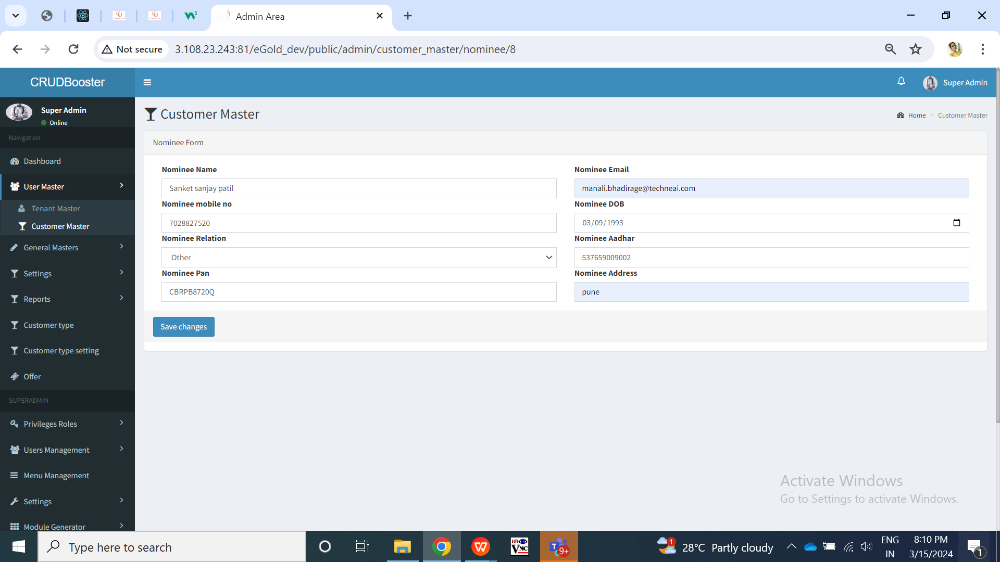 Admin Area
Not secure
3.108.23.243:81/eGold_dev/public/admin/customer_master/nominee/8
CRUDBooster
Super Admin
Super Admin
Online
Navigation
Dashboard
User Master
Tenant Master
Customer Master
General Masters
Settings
Reports
Customer type
Customer type setting
Offer
SUPERADMIN
Privileges Roles
Users Management
Menu Management
Settings
Module Generator
Customer Master
Home > Customer Master
Nominee Form
Nominee Name
Sanket sanjay patil
Nominee Email
manali.bhadirage@techneai.com
Nominee mobile no
7028827520
Nominee DOB
03/09/1993
Nominee Relation
Other
Nominee Aadhar
537659009002
Nominee Pan
CBRPB8720Q
Nominee Address
pune
Save changes
Activate Windows
Go to Settings to activate Windows.
Type here to search
W
VNC
T
9+
1
28°C Partly cloudy
ENG
IN
8:10 PM
3/15/2024
1